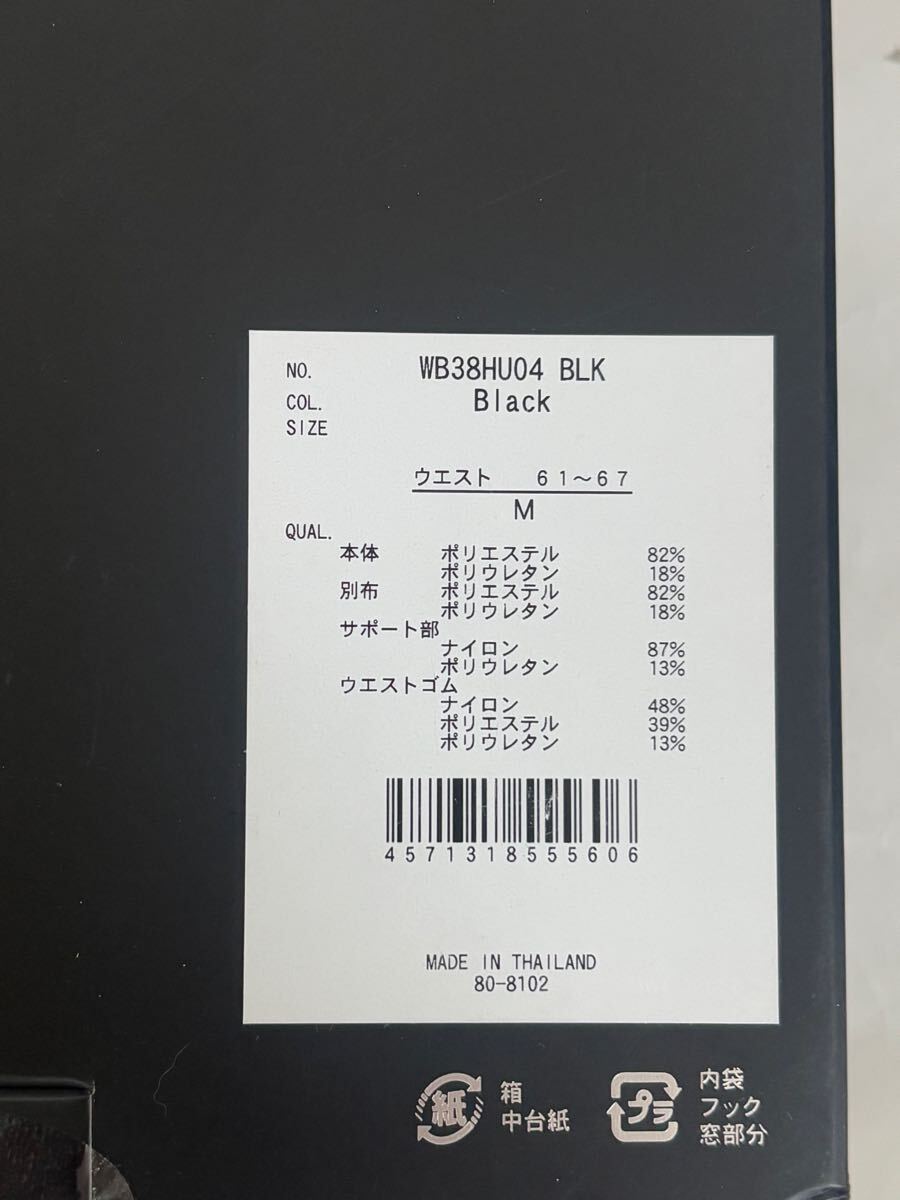 NO. WB38HU04 BLK
COL. Black
SIZE
ウエスト 61～67
M
QUAL.
本体 ポリエステル 82%
ポリウレタン 18%
別布 ポリエステル 82%
ポリウレタン 18%
サポート部
ナイロン 87%
ポリウレタン 13%
ウエストゴム
ナイロン 48%
ポリエステル 39%
ポリウレタン 13%
4571318555606
MADE IN THAILAND
80-8102
紙
箱
中台紙
プラ
内袋
フック
窓部分